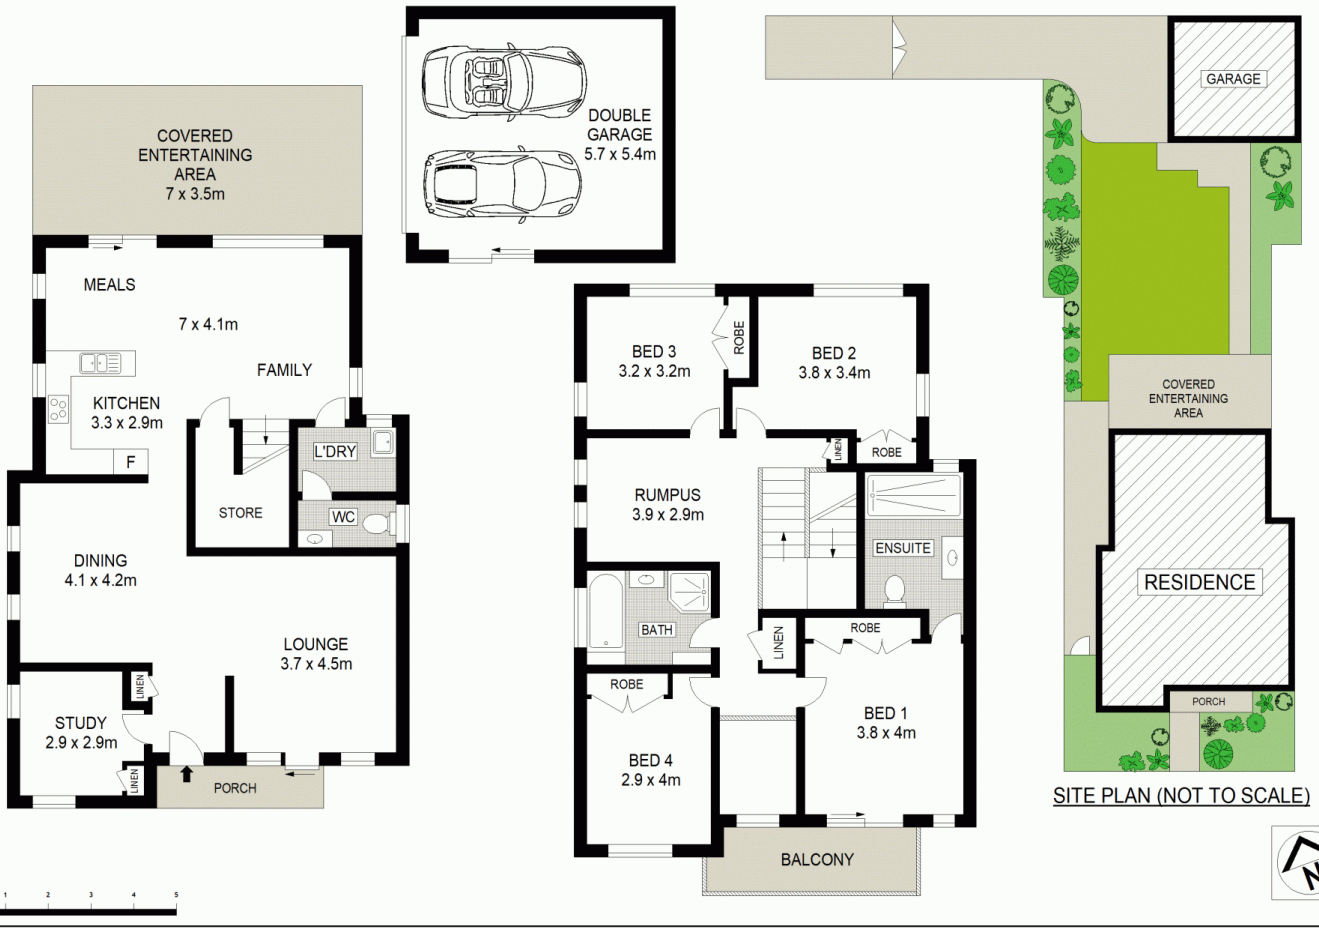 COVERED
ENTERTAINING
AREA
7 x 3.5m
MEALS
7 x 4.1m
FAMILY
KITCHEN
3.3 x 2.9m
F
L'DRY
STORE
WC
DINING
4.1 x 4.2m
LOUNGE
3.7 x 4.5m
LINEN
STUDY
2.9 x 2.9m
LINEN
PORCH
1 2 3 4 5
DOUBLE
GARAGE
5.7 x 5.4m
BED 3
3.2 x 3.2m
ROBE
BED 2
3.8 x 3.4m
LINEN
ROBE
RUMPUS
3.9 x 2.9m
ENSUITE
BATH
LINEN
ROBE
ROBE
BED 1
3.8 x 4m
BED 4
2.9 x 4m
BALCONY
GARAGE
COVERED
ENTERTAINING
AREA
RESIDENCE
PORCH
SITE PLAN (NOT TO SCALE)
N